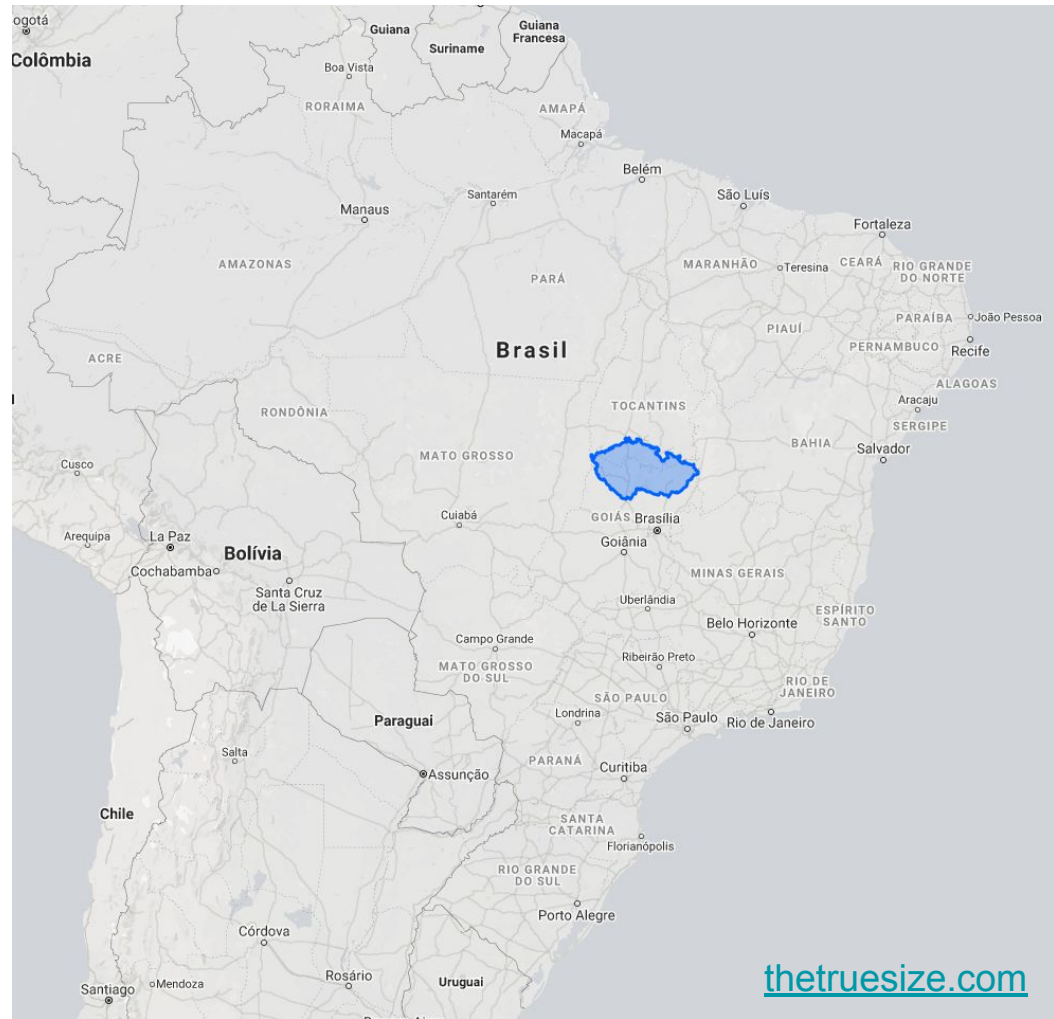 ogotá
Colômbia
Guiana
Suriname
Guiana
Francesa
Boa Vista
RORAIMA
AMAPÁ
Macapá
Belém
Santarém
São Luís
Manaus
Fortaleza
AMAZONAS
PARÁ
MARANHÃO
Teresina
CEARÁ
RIO GRANDE
DO NORTE
PARAÍBA
João Pessoa
PIAUÍ
PERNAMBUCO
Recife
Brasil
ACRE
ALAGOAS
Aracaju
SERGIPE
RONDÔNIA
TOCANTINS
BAHIA
Salvador
MATO GROSSO
Cusco
Cuiabá
GOIÁS
Brasília
Goiânia
Arequipa
La Paz
Bolívia
Cochabamba
Santa Cruz
de La Sierra
MINAS GERAIS
Uberlândia
ESPÍRITO
SANTO
Belo Horizonte
Campo Grande
MATO GROSSO
DO SUL
Ribeirão Preto
RIO DE
JANEIRO
SÃO PAULO
Londrina
São Paulo
Rio de Janeiro
Paraguai
Salta
PARANÁ
Curitiba
Assunção
Chile
SANTA
CATARINA
Florianópolis
RIO GRANDE
DO SUL
Porto Alegre
Córdova
Rosário
Uruguai
Mendoza
Santiago
thetruesize.com